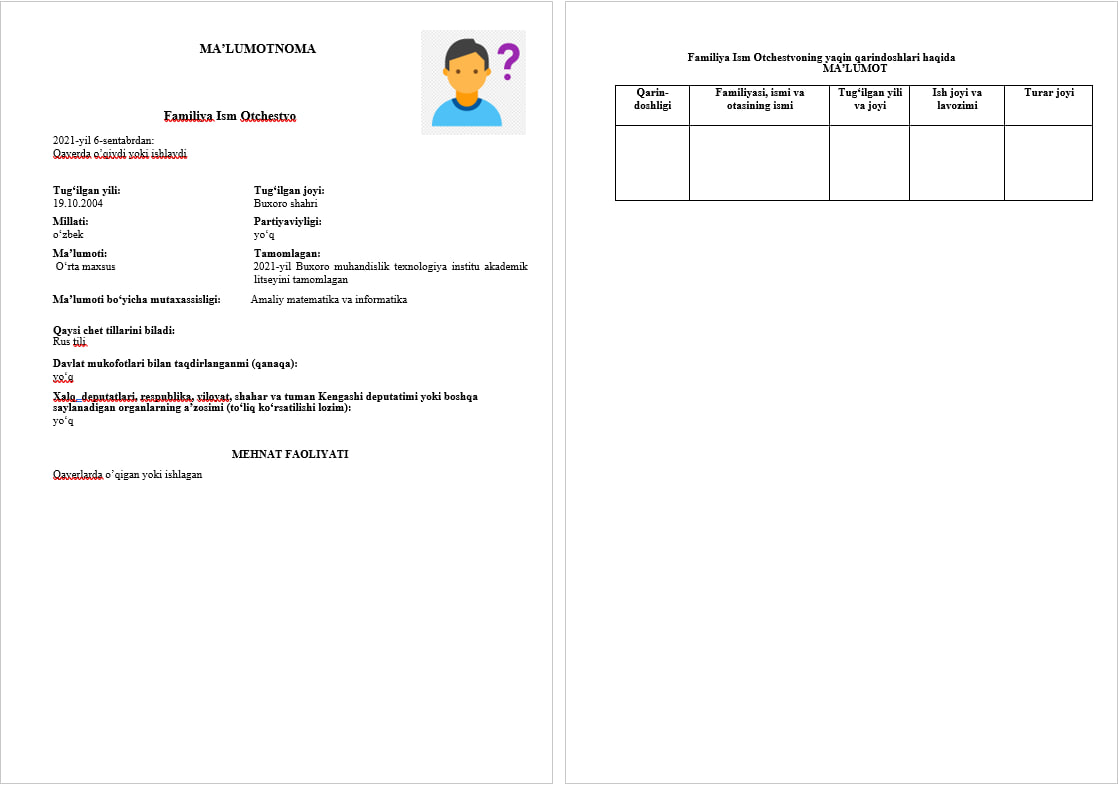 MA’LUMOTNOMA
?
Familiya Ism Otchestvo
2021-yil 6-sentabrdan:
Qayerda o’qiydi yoki ishlaydi
Tug‘ilgan yili: Tug‘ilgan joyi:
19.10.2004 Buxoro shahri
Millati: Partiyaviyligi:
o‘zbek yo‘q
Ma’lumoti: Tamomlagan:
O‘rta maxsus 2021-yil Buxoro muhandislik texnologiya institu akademik
litseyini tamomlagan
Ma’lumoti bo‘yicha mutaxassisligi: Amaliy matematika va informatika
Qaysi chet tillarini biladi:
Rus tili
Davlat mukofotlari bilan taqdirlanganmi (qanaqa):
yo‘q
Xalq deputatlari, respublika, viloyat, shahar va tuman Kengashi deputatimi yoki boshqa
saylanadigan organlarning a’zosimi (to‘liq ko‘rsatilishi lozim):
yo‘q
MEHNAT FAOLIYATI
Qayerlarda o’qigan yoki ishlagan
Familiya Ism Otchestvoning yaqin qarindoshlari haqida
MA’LUMOT
Qarin- Familiyasi, ismi va Tug‘ilgan yili Ish joyi va Turar joyi
doshligi otasining ismi va joyi lavozimi